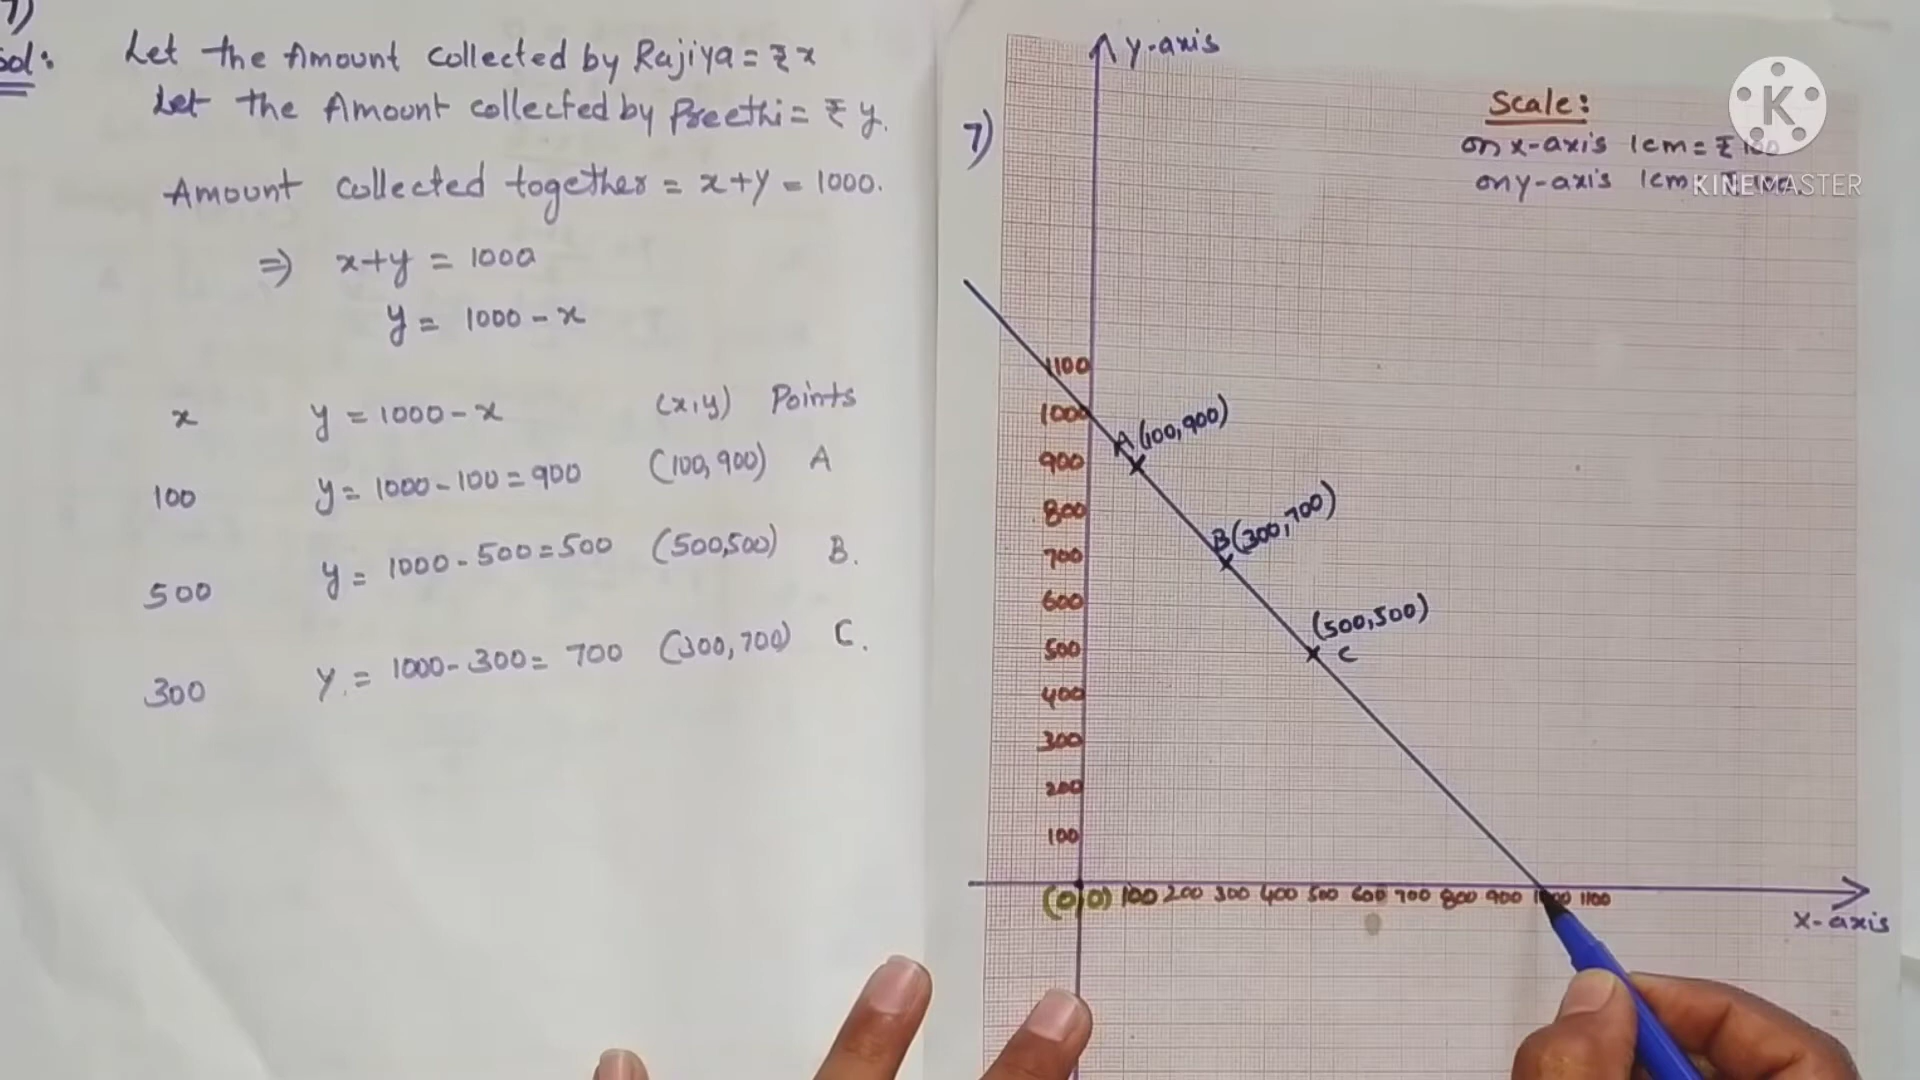 7)
Sol:
Let the Amount collected by Rajiya = ₹ x
Let the Amount collected by Preethi = ₹ y.
Amount collected together = x+y = 1000.
⇒ x+y = 1000
y = 1000 - x
x y = 1000 - x (x,y) Points
100 y = 1000 - 100 = 900 (100,900) A
500 y = 1000 - 500 = 500 (500,500) B.
300 y = 1000 - 300 = 700 (300,700) C.
7)
y-axis
Scale:
on x-axis 1cm = ₹
on y-axis 1cm
K
KINEMASTER
1100
1000
A (100,900)
900
800
B (300,700)
700
600
(500,500)
500
C
400
300
200
100
(0,0) 100 200 300 400 500 600 700 800 900 1000 1100
X-axis